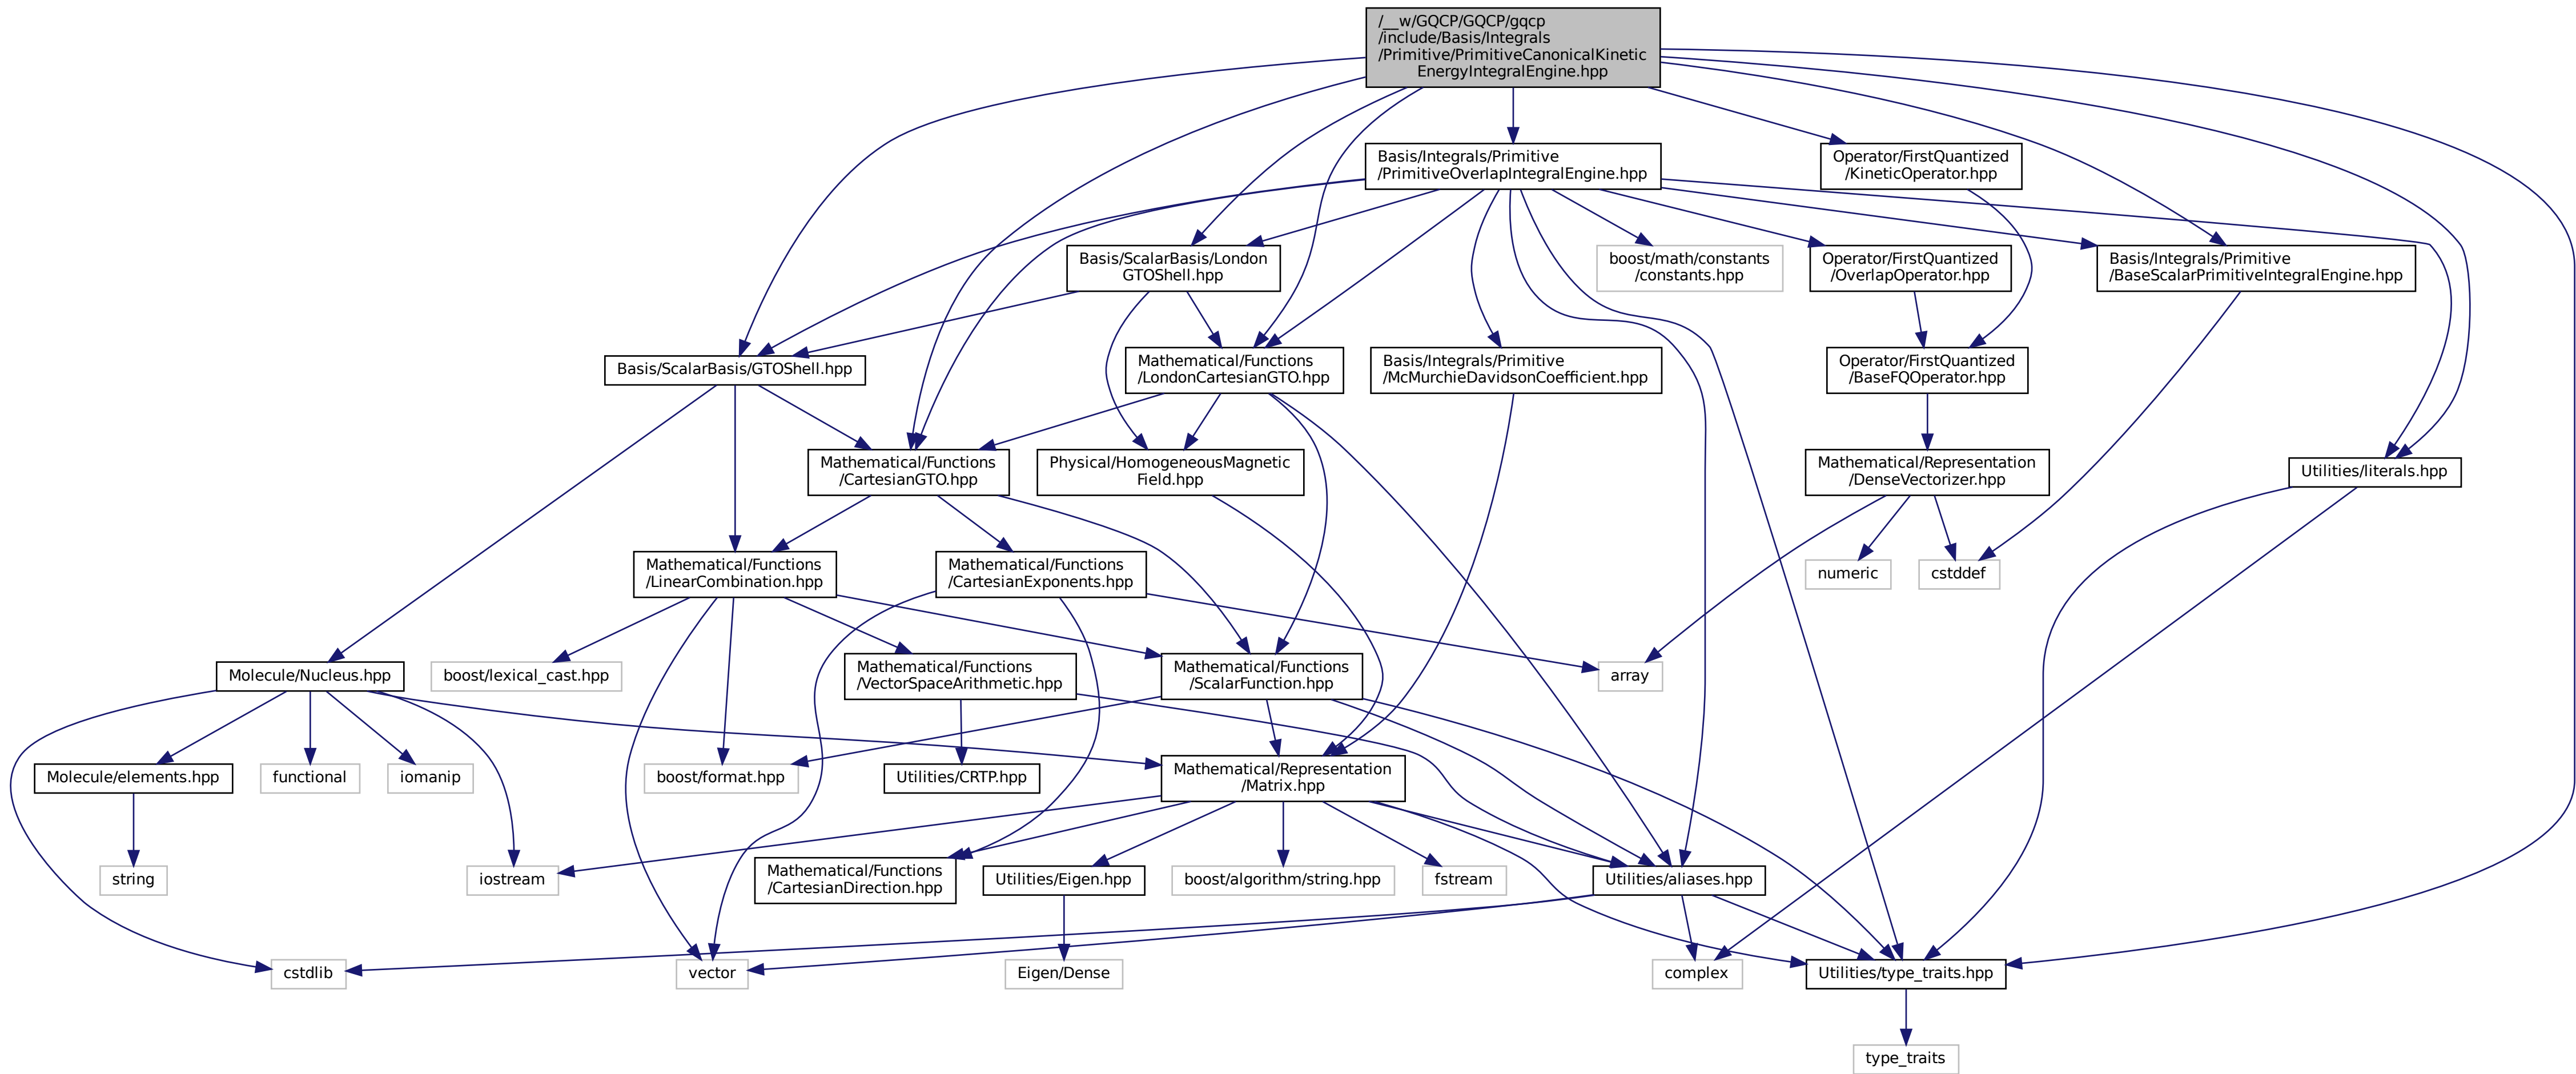 /__w/GQCP/GQCP/gqcp
/include/Basis/Integrals
/Primitive/PrimitiveCanonicalKinetic
EnergyIntegralEngine.hpp
Basis/Integrals/Primitive
/PrimitiveOverlapIntegralEngine.hpp
Operator/FirstQuantized
/KineticOperator.hpp
Basis/ScalarBasis/London
GTOShell.hpp
boost/math/constants
/constants.hpp
Operator/FirstQuantized
/OverlapOperator.hpp
Basis/Integrals/Primitive
/BaseScalarPrimitiveIntegralEngine.hpp
Basis/ScalarBasis/GTOShell.hpp
Mathematical/Functions
/LondonCartesianGTO.hpp
Basis/Integrals/Primitive
/McMurchieDavidsonCoefficient.hpp
Operator/FirstQuantized
/BaseFQOperator.hpp
Mathematical/Functions
/CartesianGTO.hpp
Physical/HomogeneousMagnetic
Field.hpp
Mathematical/Representation
/DenseVectorizer.hpp
Utilities/literals.hpp
Mathematical/Functions
/LinearCombination.hpp
Mathematical/Functions
/CartesianExponents.hpp
numeric
cstddef
Molecule/Nucleus.hpp
boost/lexical_cast.hpp
Mathematical/Functions
/VectorSpaceArithmetic.hpp
Mathematical/Functions
/ScalarFunction.hpp
array
Molecule/elements.hpp
functional
iomanip
boost/format.hpp
Utilities/CRTP.hpp
Mathematical/Representation
/Matrix.hpp
string
iostream
Mathematical/Functions
/CartesianDirection.hpp
Utilities/Eigen.hpp
boost/algorithm/string.hpp
fstream
Utilities/aliases.hpp
cstdlib
vector
Eigen/Dense
complex
Utilities/type_traits.hpp
type_traits